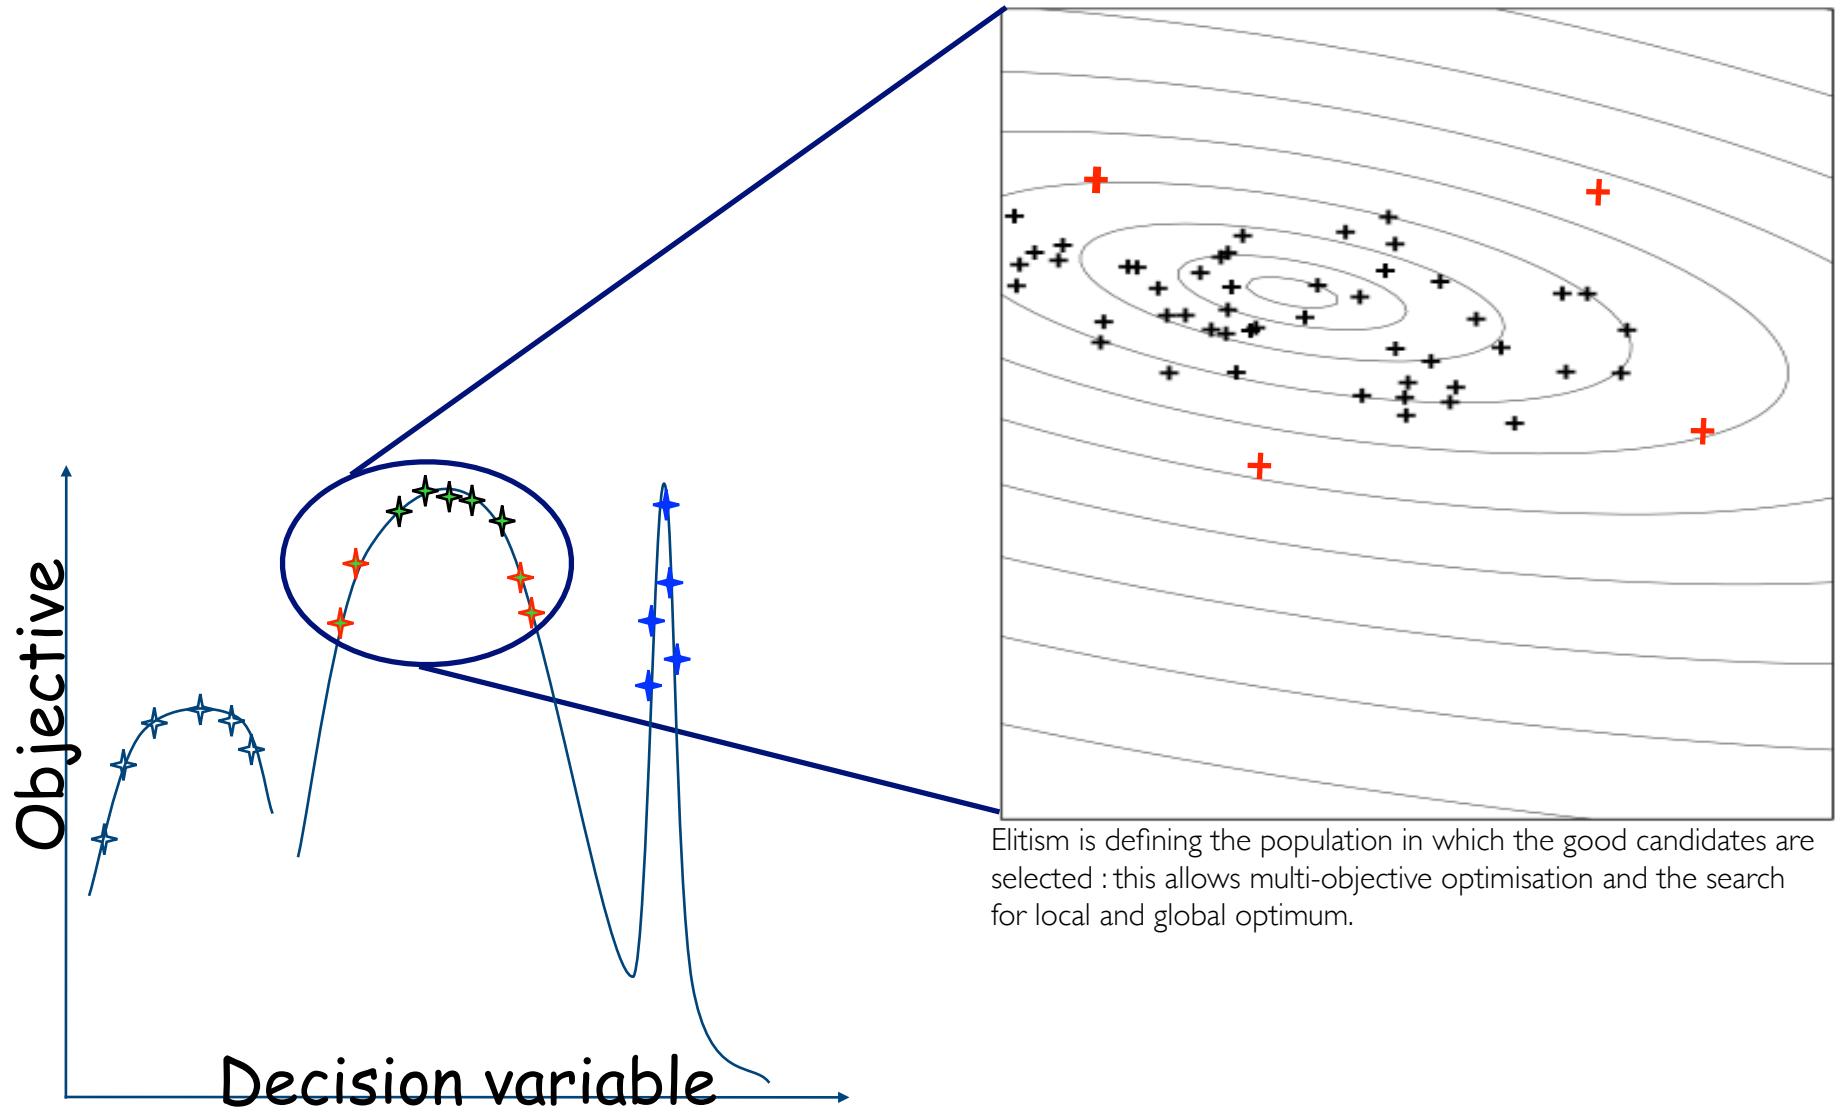 Objective
Decision variable
Elitism is defining the population in which the good candidates are
selected : this allows multi-objective optimisation and the search
for local and global optimum.